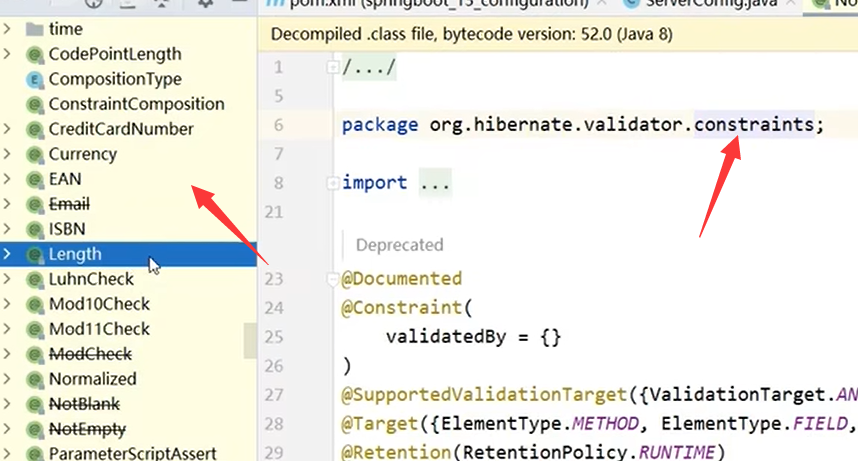 pom.xml (springboot_15_configuration)
ServerConfig.java
No
Decompiled .class file, bytecode version: 52.0 (Java 8)
time
CodePointLength
CompositionType
ConstraintComposition
CreditCardNumber
Currency
EAN
Email
ISBN
Length
LuhnCheck
Mod10Check
Mod11Check
ModCheck
Normalized
NotBlank
NotEmpty
ParameterScriptAssert
1 /.../
5
6 package org.hibernate.validator.constraints;
7
8 import ...
21
Deprecated
23 @Documented
24 @Constraint(
25 validatedBy = {}
26 )
27 @SupportedValidationTarget({ValidationTarget.AN
28 @Target({ElementType.METHOD, ElementType.FIELD,
29 @Retention(RetentionPolicy.RUNTIME)